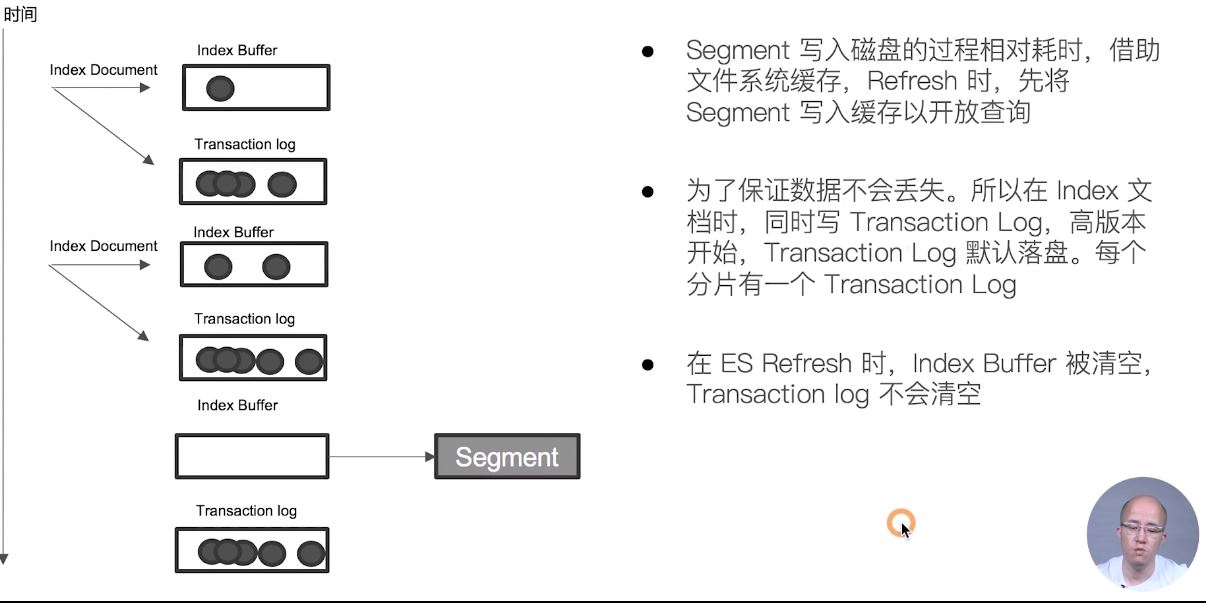 时间
Index Buffer
Index Document
Transaction log
Index Buffer
Index Document
Transaction log
Index Buffer
Segment
Transaction log
● Segment 写入磁盘的过程相对耗时，借助
文件系统缓存，Refresh 时，先将
Segment 写入缓存以开放查询
● 为了保证数据不会丢失。所以在 Index 文
档时，同时写 Transaction Log，高版本
开始，Transaction Log 默认落盘。每个
分片有一个 Transaction Log
● 在 ES Refresh 时，Index Buffer 被清空，
Transaction log 不会清空